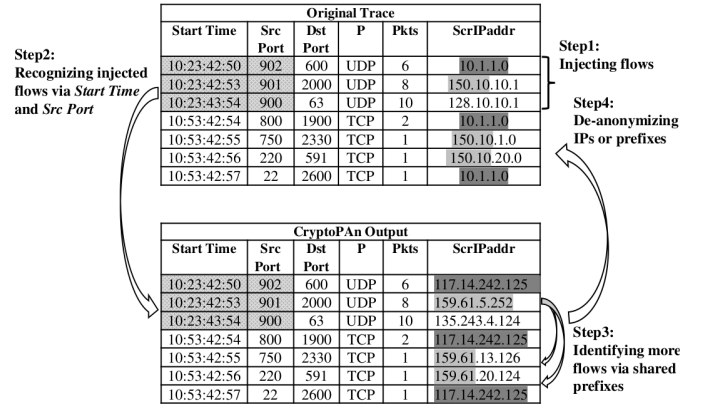 Original Trace
Start Time Src Port Dst Port P Pkts ScrIPaddr
10:23:42:50 902 600 UDP 6 10.1.1.0
10:23:42:53 901 2000 UDP 8 150.10.10.1
10:23:43:54 900 63 UDP 10 128.10.10.1
10:53:42:54 800 1900 TCP 2 10.1.1.0
10:53:42:55 750 2330 TCP 1 150.10.1.0
10:53:42:56 220 591 TCP 1 150.10.20.0
10:53:42:57 22 2600 TCP 1 10.1.1.0
Step2:
Recognizing injected
flows via Start Time
and Src Port
Step1:
Injecting flows
Step4:
De-anonymizing
IPs or prefixes
CryptoPAn Output
Start Time Src Port Dst Port P Pkts ScrIPaddr
10:23:42:50 902 600 UDP 6 117.14.242.125
10:23:42:53 901 2000 UDP 8 159.61.5.252
10:23:43:54 900 63 UDP 10 135.243.4.124
10:53:42:54 800 1900 TCP 2 117.14.242.125
10:53:42:55 750 2330 TCP 1 159.61.13.126
10:53:42:56 220 591 TCP 1 159.61.20.124
10:53:42:57 22 2600 TCP 1 117.14.242.125
Step3:
Identifying more
flows via shared
prefixes